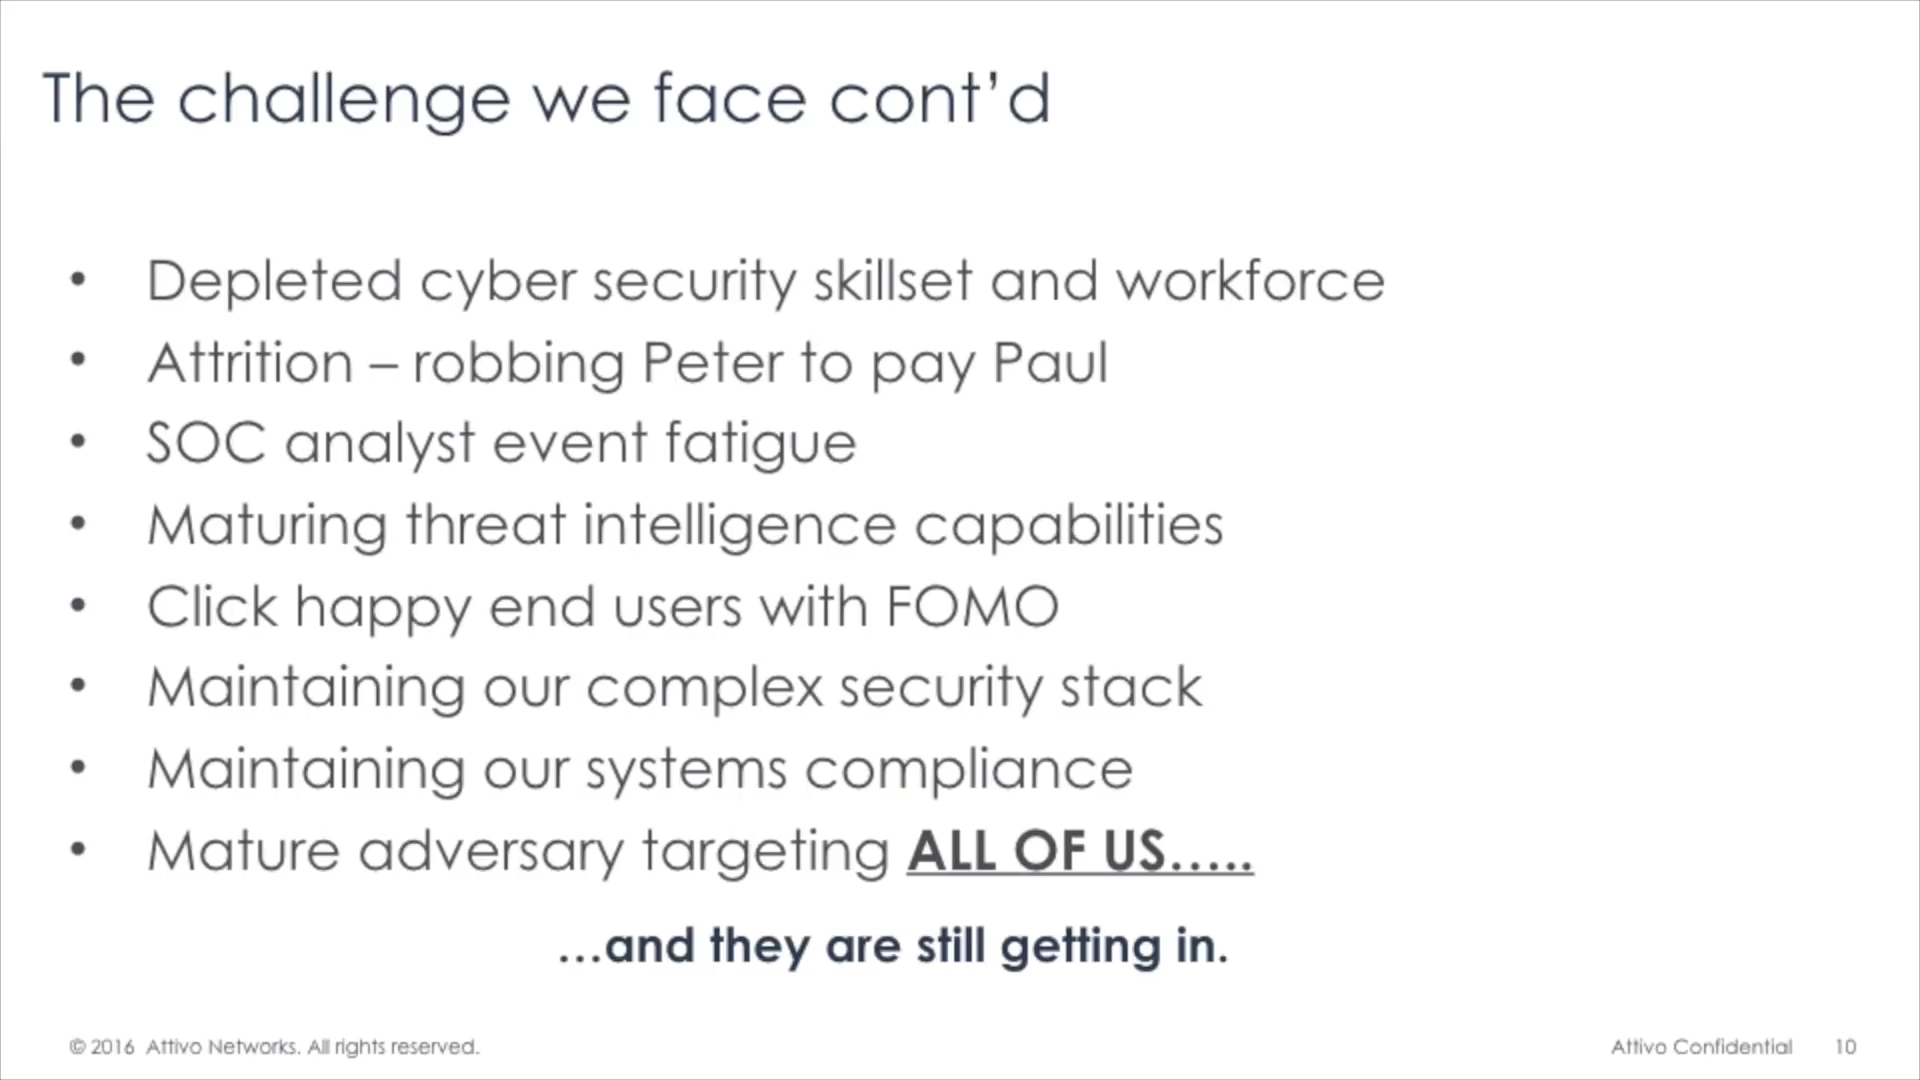 The challenge we face cont’d
• Depleted cyber security skillset and workforce
• Attrition – robbing Peter to pay Paul
• SOC analyst event fatigue
• Maturing threat intelligence capabilities
• Click happy end users with FOMO
• Maintaining our complex security stack
• Maintaining our systems compliance
• Mature adversary targeting ALL OF US…..
…and they are still getting in.
© 2016 Attivo Networks. All rights reserved.
Attivo Confidential 10